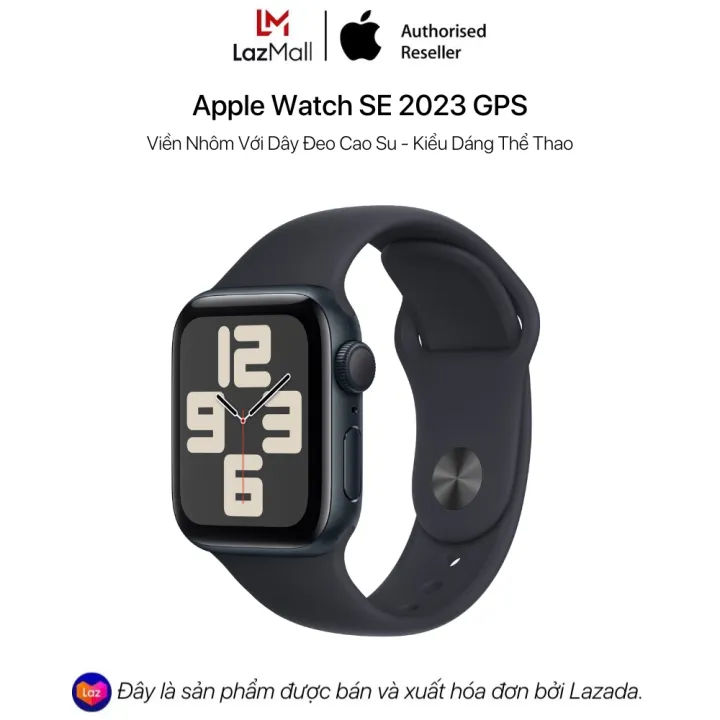 LM
LazMall
Authorised
Reseller
Apple Watch SE 2023 GPS
Viền Nhôm Với Dây Đeo Cao Su - Kiểu Dáng Thể Thao
12
9 3
6
Laz
Đây là sản phẩm được bán và xuất hóa đơn bởi Lazada.